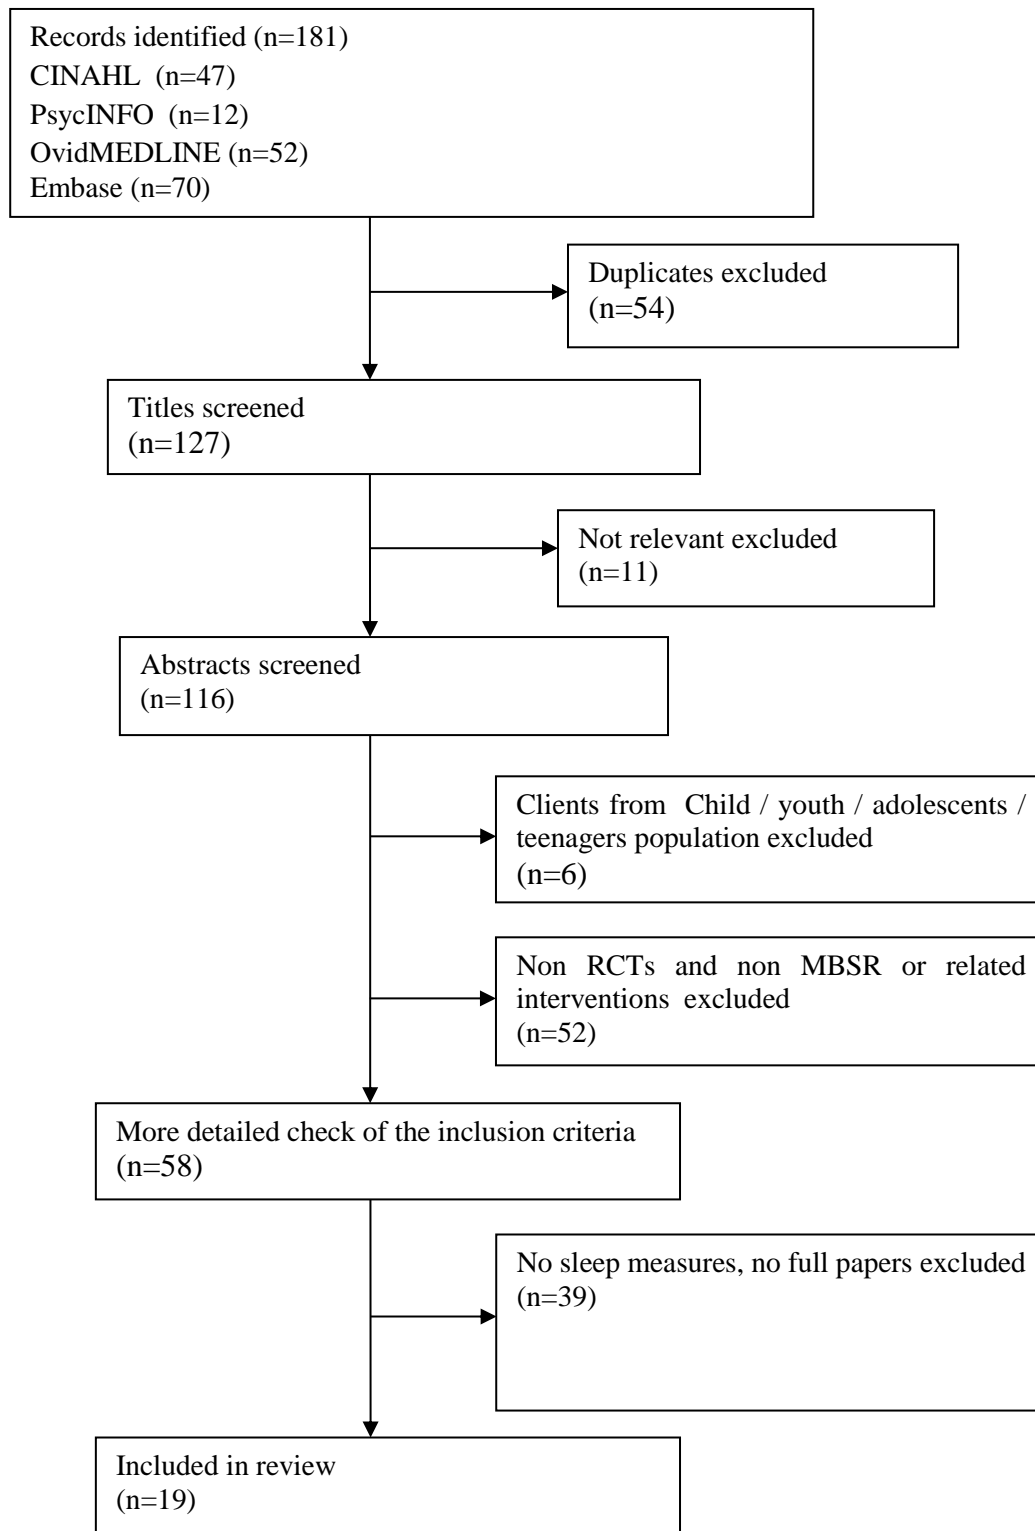 Records identified (n=181)
CINAHL (n=47)
PsycINFO (n=12)
OvidMEDLINE (n=52)
Embase (n=70)
Duplicates excluded
(n=54)
Titles screened
(n=127)
Not relevant excluded
(n=11)
Abstracts screened
(n=116)
Clients from Child / youth / adolescents /
teenagers population excluded
(n=6)
Non RCTs and non MBSR or related
interventions excluded
(n=52)
More detailed check of the inclusion criteria
(n=58)
No sleep measures, no full papers excluded
(n=39)
Included in review
(n=19)